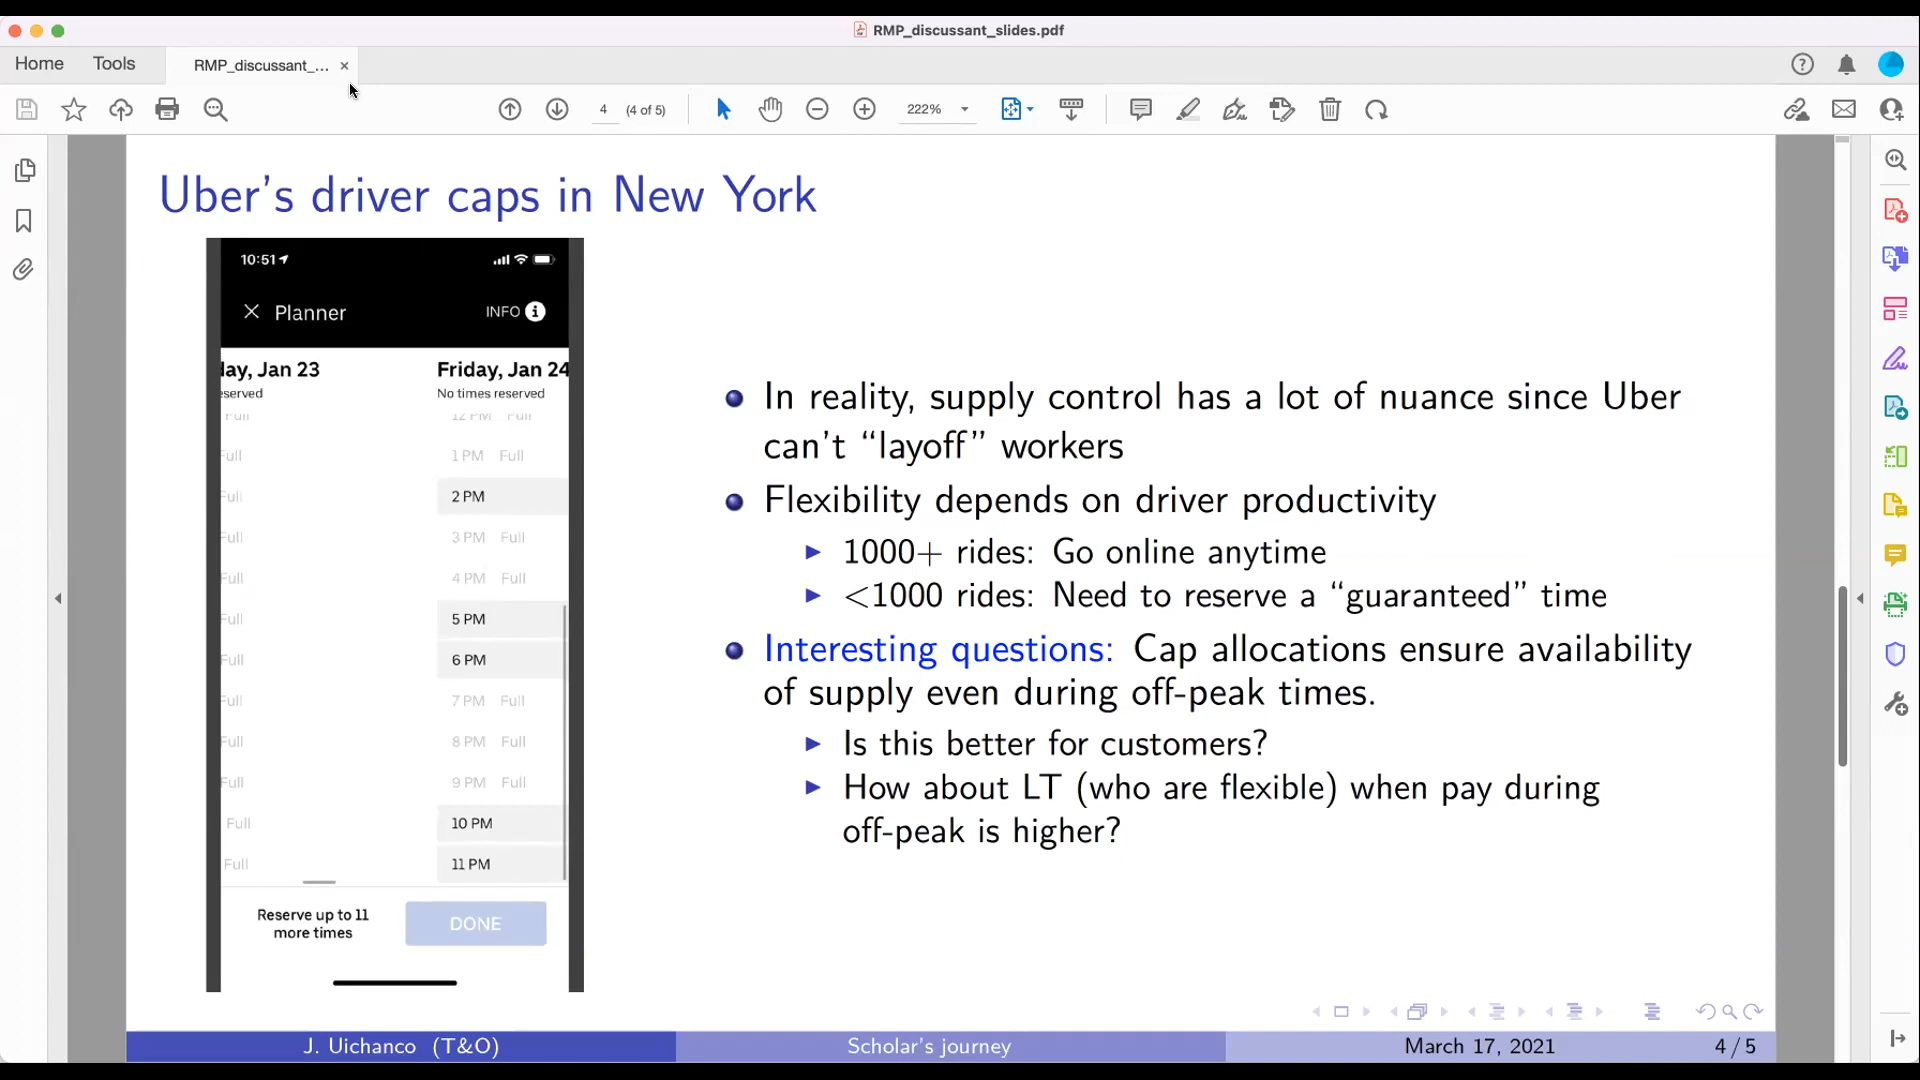 RMP_discussant_slides.pdf
Home
Tools
RMP_discussant_...
4
(4 of 5)
222%
Uber's driver caps in New York
10:51
Planner
INFO
day, Jan 23
Friday, Jan 24
served
No times reserved
Full
12 PM Full
Full
1 PM Full
Full
2 PM
Full
3 PM Full
Full
4 PM Full
Full
5 PM
Full
6 PM
Full
7 PM Full
Full
8 PM Full
Full
9 PM Full
Full
10 PM
Full
11 PM
Reserve up to 11
more times
DONE
In reality, supply control has a lot of nuance since Uber
can't “layoff” workers
Flexibility depends on driver productivity
1000+ rides: Go online anytime
<1000 rides: Need to reserve a “guaranteed” time
Interesting questions: Cap allocations ensure availability
of supply even during off-peak times.
Is this better for customers?
How about LT (who are flexible) when pay during
off-peak is higher?
J. Uichanco (T&O)
Scholar's journey
March 17, 2021
4 / 5